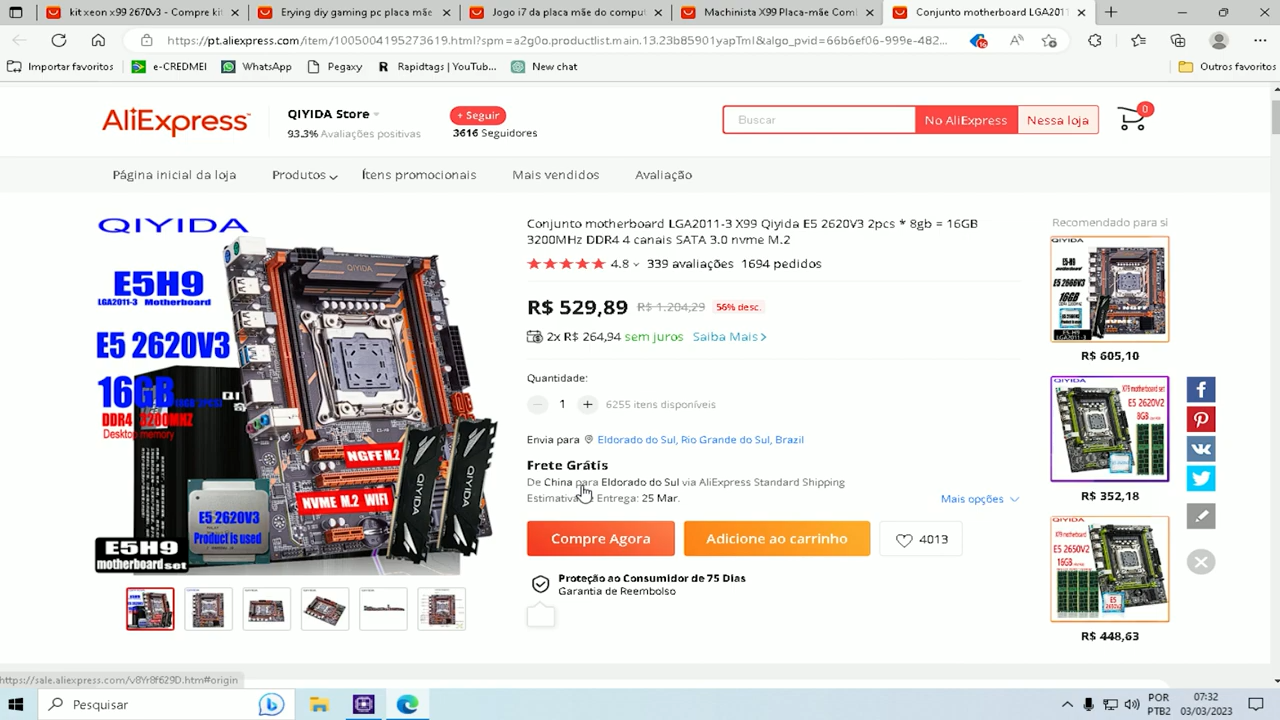 kit xeon x99 2670v3 - Compre kit
Erying diy gaming pc placa mãe
Jogo i7 da placa mãe do comput
Machinista X99 Placa-mãe Com
Conjunto motherboard LGA2011
https://pt.aliexpress.com/item/1005004195273619.html?spm=a2g0o.productlist.main.13.23b85901yapTml&algo_pvid=66b6ef06-999e-482...
Importar favoritos
e-CREDMEI
WhatsApp
Pegaxy
Rapidtags | YouTub...
New chat
Outros favoritos
AliExpress
QIYIDA Store
93.3% Avaliações positivas
+ Seguir
3616 Seguidores
Buscar
No AliExpress
Nessa loja
0
Página inicial da loja
Produtos
Ítens promocionais
Mais vendidos
Avaliação
QIYIDA
E5H9
LGA2011-3 Motherboard
E5 2620V3
16GB
DDR4 3200MHZ
Desktop memory
QIYIDA
NGFF M.2
NVME M.2 WIFI
QIYIDA
QIYIDA
E5 2620V3
Product is used
E5H9
motherboard set
Conjunto motherboard LGA2011-3 X99 Qiyida E5 2620V3 2pcs * 8gb = 16GB
3200MHz DDR4 4 canais SATA 3.0 nvme M.2
4.8
339 avaliações
1694 pedidos
R$ 529,89
R$ 1.204,29
56% desc.
2x R$ 264,94 sem juros
Saiba Mais
Quantidade:
1
6255 itens disponíveis
Envia para
Eldorado do Sul, Rio Grande do Sul, Brazil
Frete Grátis
De China para Eldorado do Sul via AliExpress Standard Shipping
Entrega: 25 Mar.
Mais opções
Compre Agora
Adicione ao carrinho
4013
Proteção ao Consumidor de 75 Dias
Garantia de Reembolso
Recomendado para si
QIYIDA
16GB
R$ 605,10
QIYIDA
X79 motherboard set
E5 2620V2
8GB
R$ 352,18
QIYIDA
X79 motherboard set
E5 2650V2
16GB
R$ 448,63
https://sale.aliexpress.com/v8Yr8f629D.htm#origin
Pesquisar
POR
PTB2
07:32
03/03/2023